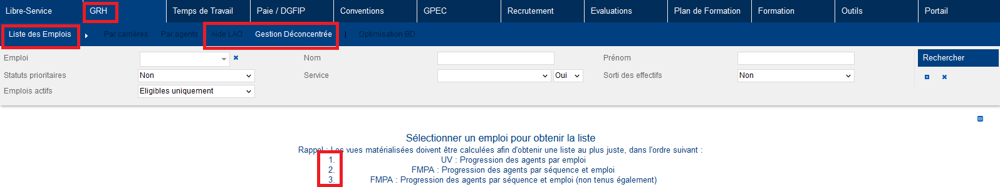 Libre-Service GRH Temps de Travail Paie / DGFIP Conventions GPEC Recrutement Evaluations Plan de Formation Formation Outils Portail
Liste des Emplois Par carrières Par agents Aide LAO Gestion Déconcentrée | Optimisation BD
Emploi Nom Prénom Rechercher
Statuts prioritaires Non Service Oui Sorti des effectifs Non
Emplois actifs Eligibles uniquement
Sélectionner un emploi pour obtenir la liste
Rappel : Les vues matérialisées doivent être calculées afin d'obtenir une liste au plus juste, dans l'ordre suivant :
1. UV : Progression des agents par emploi
2. FMPA : Progression des agents par séquence et emploi
3. FMPA : Progression des agents par séquence et emploi (non tenus également)